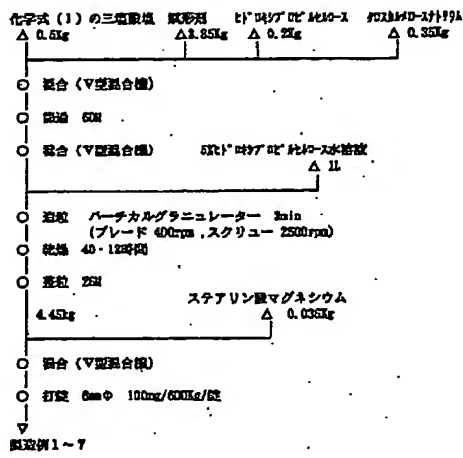 化学式（1）の三塩酸塩 賦形剤 ﾋﾄﾞﾛｷｼﾌﾟﾛﾋﾟﾙｾﾙﾛｰｽ ｸﾛｽｶﾙﾒﾛｰｽﾅﾄﾘｳﾑ
△ 0.5Kg △3.85Kg △ 0.2Kg △ 0.35Kg
○ 混合（V型混合機）
○ 篩過 60M
○ 混合（V型混合機） 5%ﾋﾄﾞﾛｷｼﾌﾟﾛﾋﾟﾙｾﾙﾛｰｽ水溶液
△ 1L
○ 造粒 バーチカルグラニュレーター 3min
(ブレード 400rpm ,スクリュー 2500rpm)
○ 乾燥 40・12時間
○ 整粒 26M
ステアリン酸マグネシウム
4.45kg △ 0.035Kg
○ 混合（V型混合機）
○ 打錠 6mmΦ 100mg/600Kg/錠
▽
製造例1～7